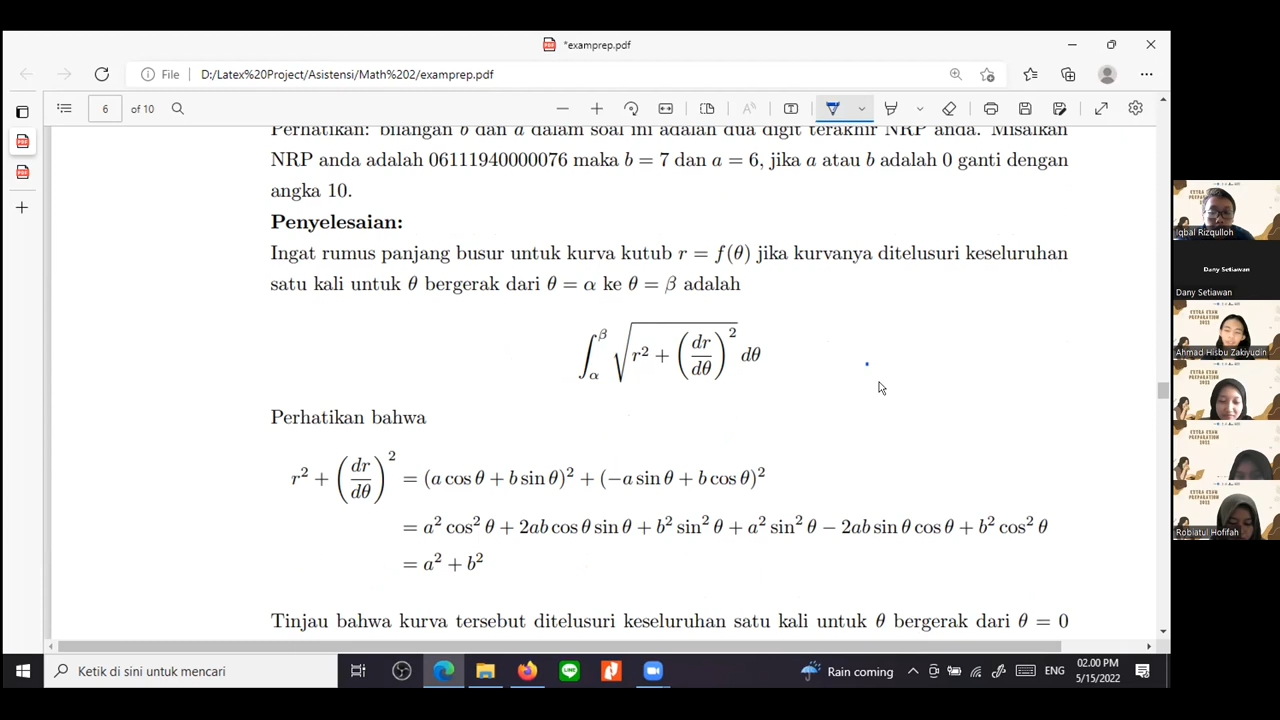 *examprep.pdf
File D:/Latex%20Project/Asistensi/Math%202/examprep.pdf
6 of 10
Perhatikan: bilangan b dan a dalam soal ini adalah dua digit terakhir NRP anda. Misalkan
NRP anda adalah 06111940000076 maka b = 7 dan a = 6, jika a atau b adalah 0 ganti dengan
angka 10.
Penyelesaian:
Ingat rumus panjang busur untuk kurva kutub r = f(θ) jika kurvanya ditelusuri keseluruhan
satu kali untuk θ bergerak dari θ = α ke θ = β adalah
∫_α^β √(r² + (dr/dθ)²) dθ
Perhatikan bahwa
r² + (dr/dθ)² = (a cos θ + b sin θ)² + (−a sin θ + b cos θ)²
= a² cos² θ + 2ab cos θ sin θ + b² sin² θ + a² sin² θ − 2ab sin θ cos θ + b² cos² θ
= a² + b²
Tinjau bahwa kurva tersebut ditelusuri keseluruhan satu kali untuk θ bergerak dari θ = 0
Iqbal Rizqulloh
Dany Setiawan
Dany Setiawan
Ahmad Hisbu Zakiyudin
EXTRA EXAM
PREPARATION
2022
Robiatul Hofifah
Ketik di sini untuk mencari
Rain coming
ENG
02.00 PM
5/15/2022